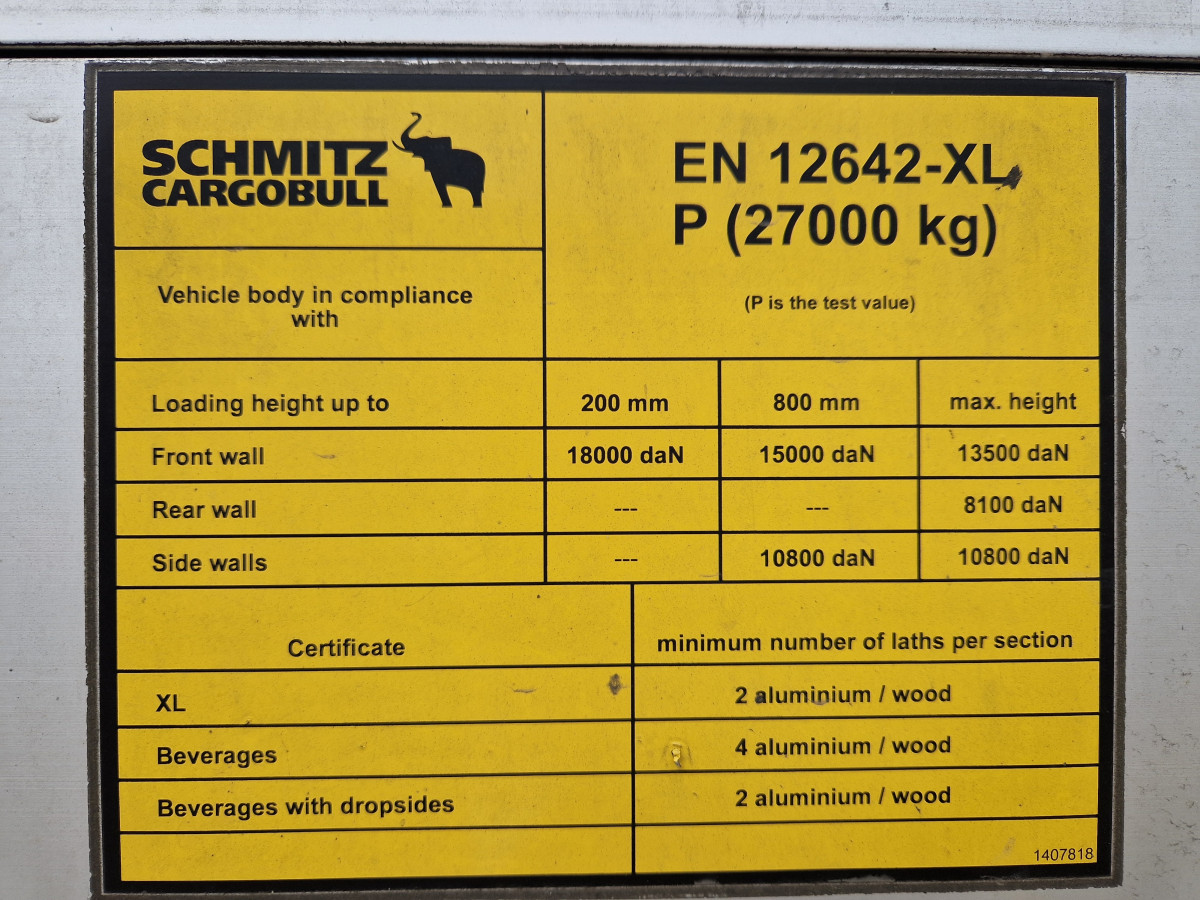 SCHMITZ
CARGOBULL
EN 12642-XL
P (27000 kg)
(P is the test value)
Vehicle body in compliance
with
Loading height up to 200 mm 800 mm max. height
Front wall 18000 daN 15000 daN 13500 daN
Rear wall --- --- 8100 daN
Side walls --- 10800 daN 10800 daN
Certificate minimum number of laths per section
XL 2 aluminium / wood
Beverages 4 aluminium / wood
Beverages with dropsides 2 aluminium / wood
1407818